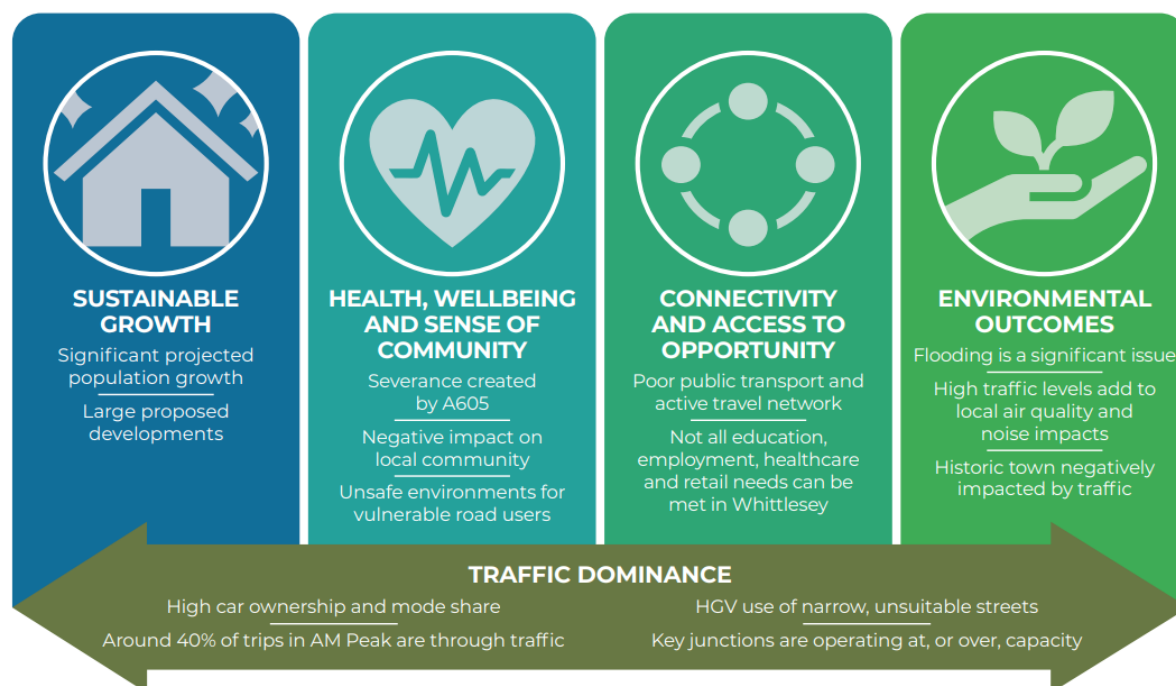 SUSTAINABLE
GROWTH
Significant projected
population growth
Large proposed
developments
HEALTH, WELLBEING
AND SENSE OF
COMMUNITY
Severance created
by A605
Negative impact on
local community
Unsafe environments for
vulnerable road users
CONNECTIVITY
AND ACCESS TO
OPPORTUNITY
Poor public transport and
active travel network
Not all education,
employment, healthcare
and retail needs can be
met in Whittlesey
ENVIRONMENTAL
OUTCOMES
Flooding is a significant issue
High traffic levels add to
local air quality and
noise impacts
Historic town negatively
impacted by traffic
TRAFFIC DOMINANCE
High car ownership and mode share
Around 40% of trips in AM Peak are through traffic
HGV use of narrow, unsuitable streets
Key junctions are operating at, or over, capacity